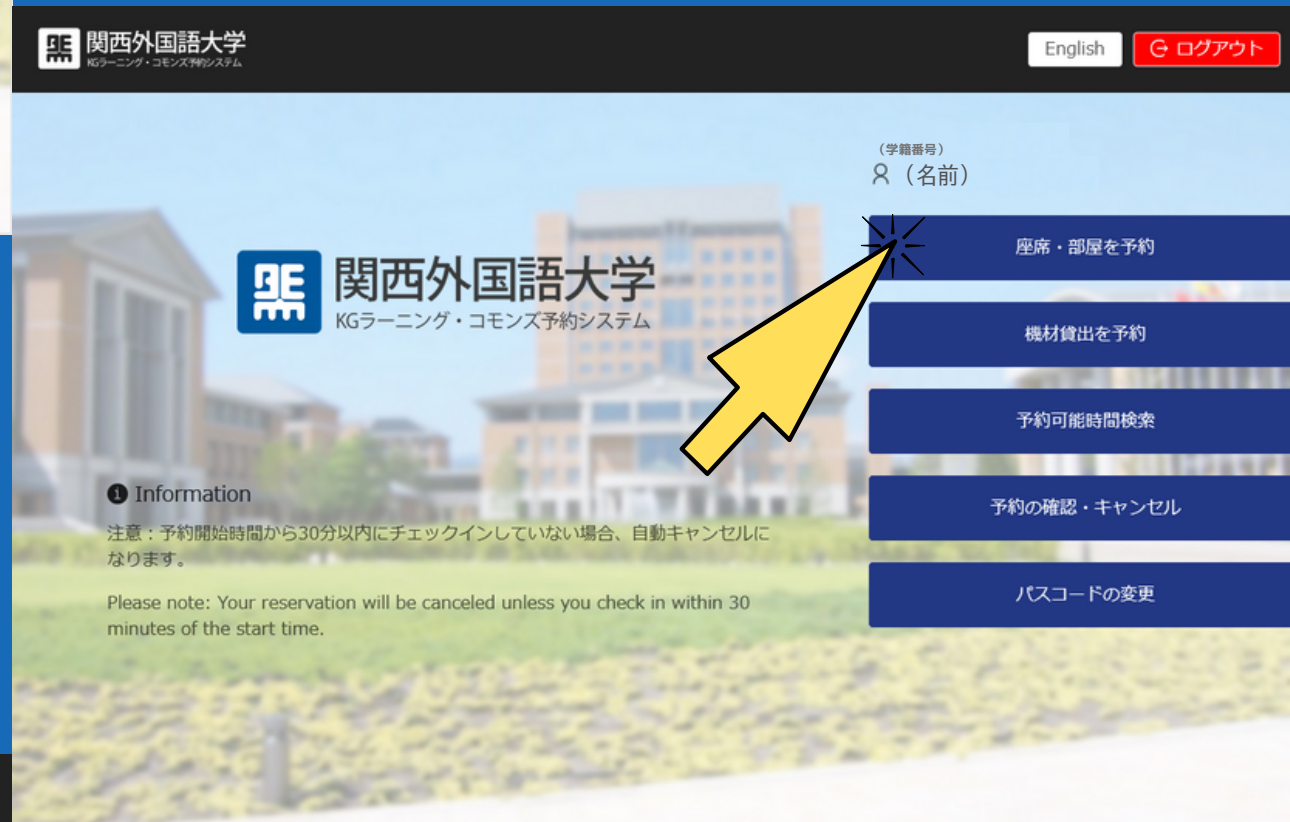 関西外国語大学
KGラーニング・コモンズ予約システム
English
ログアウト
(学籍番号)
(名前)
関西外国語大学
KGラーニング・コモンズ予約システム
座席・部屋を予約
機材貸出を予約
予約可能時間検索
予約の確認・キャンセル
パスコードの変更
Information
注意：予約開始時間から30分以内にチェックインしていない場合、自動キャンセルに
なります。
Please note: Your reservation will be canceled unless you check in within 30
minutes of the start time.